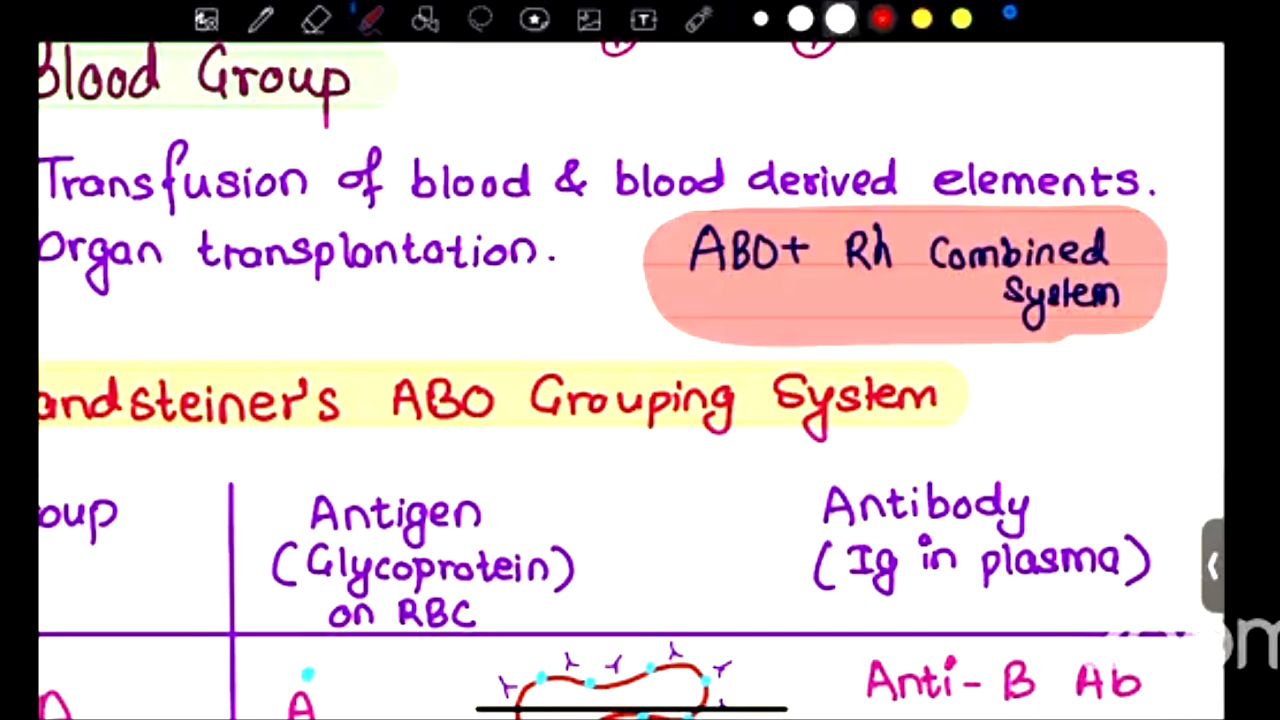 Blood Group
Transfusion of blood & blood derived elements.
Organ transplantation.
ABO+ Rh Combined
System
andsteiner's ABO Grouping System
oup
Antigen
(Glycoprotein)
on RBC
Antibody
(Ig in plasma)
A
A
Anti-B Ab
om